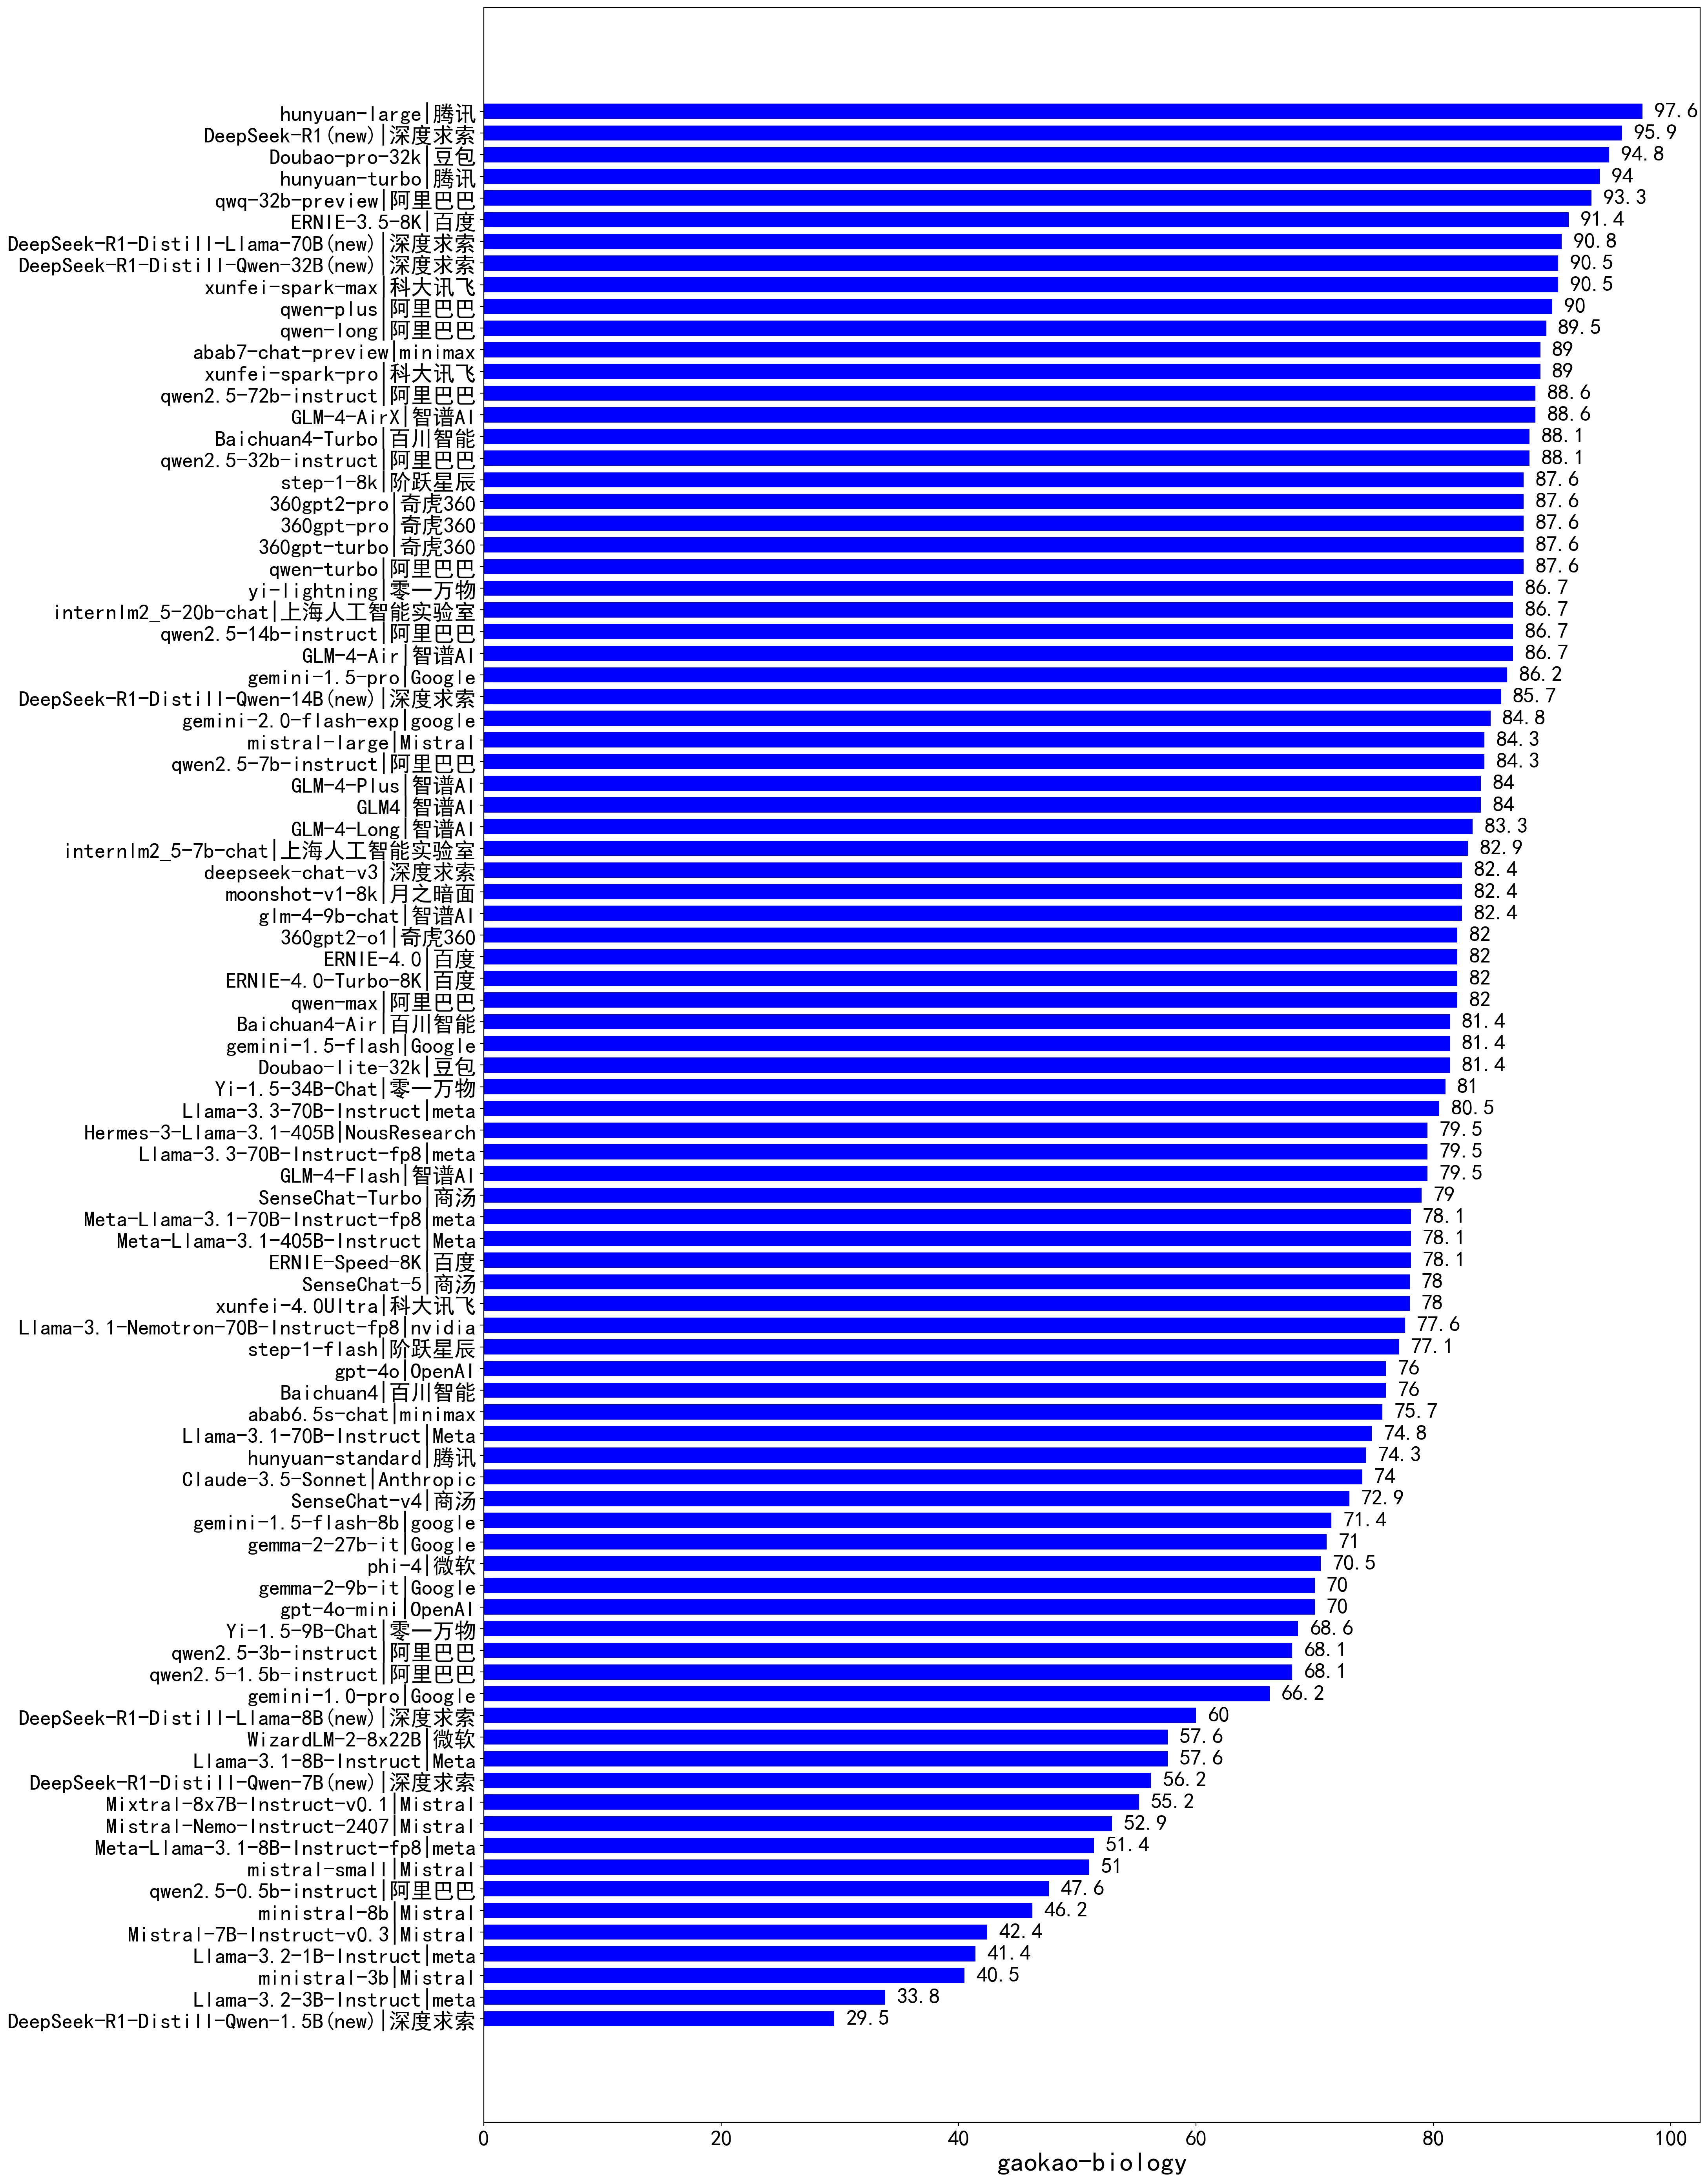 hunyuan-large|腾讯 97.6
DeepSeek-R1(new)|深度求索 95.9
Doubao-pro-32k|豆包 94.8
hunyuan-turbo|腾讯 94
qwq-32b-preview|阿里巴巴 93.3
ERNIE-3.5-8K|百度 91.4
DeepSeek-R1-Distill-Llama-70B(new)|深度求索 90.8
DeepSeek-R1-Distill-Qwen-32B(new)|深度求索 90.5
xunfei-spark-max|科大讯飞 90.5
qwen-plus|阿里巴巴 90
qwen-long|阿里巴巴 89.5
abab7-chat-preview|minimax 89
xunfei-spark-pro|科大讯飞 89
qwen2.5-72b-instruct|阿里巴巴 88.6
GLM-4-AirX|智谱AI 88.6
Baichuan4-Turbo|百川智能 88.1
qwen2.5-32b-instruct|阿里巴巴 88.1
step-1-8k|阶跃星辰 87.6
360gpt2-pro|奇虎360 87.6
360gpt-pro|奇虎360 87.6
360gpt-turbo|奇虎360 87.6
qwen-turbo|阿里巴巴 87.6
yi-lightning|零一万物 86.7
internlm2_5-20b-chat|上海人工智能实验室 86.7
qwen2.5-14b-instruct|阿里巴巴 86.7
GLM-4-Air|智谱AI 86.7
gemini-1.5-pro|Google 86.2
DeepSeek-R1-Distill-Qwen-14B(new)|深度求索 85.7
gemini-2.0-flash-exp|google 84.8
mistral-large|Mistral 84.3
qwen2.5-7b-instruct|阿里巴巴 84.3
GLM-4-Plus|智谱AI 84
GLM4|智谱AI 84
GLM-4-Long|智谱AI 83.3
internlm2_5-7b-chat|上海人工智能实验室 82.9
deepseek-chat-v3|深度求索 82.4
moonshot-v1-8k|月之暗面 82.4
glm-4-9b-chat|智谱AI 82.4
360gpt2-o1|奇虎360 82
ERNIE-4.0|百度 82
ERNIE-4.0-Turbo-8K|百度 82
qwen-max|阿里巴巴 82
Baichuan4-Air|百川智能 81.4
gemini-1.5-flash|Google 81.4
Doubao-lite-32k|豆包 81.4
Yi-1.5-34B-Chat|零一万物 81
Llama-3.3-70B-Instruct|meta 80.5
Hermes-3-Llama-3.1-405B|NousResearch 79.5
Llama-3.3-70B-Instruct-fp8|meta 79.5
GLM-4-Flash|智谱AI 79.5
SenseChat-Turbo|商汤 79
Meta-Llama-3.1-70B-Instruct-fp8|meta 78.1
Meta-Llama-3.1-405B-Instruct|Meta 78.1
ERNIE-Speed-8K|百度 78.1
SenseChat-5|商汤 78
xunfei-4.0Ultra|科大讯飞 78
Llama-3.1-Nemotron-70B-Instruct-fp8|nvidia 77.6
step-1-flash|阶跃星辰 77.1
gpt-4o|OpenAI 76
Baichuan4|百川智能 76
abab6.5s-chat|minimax 75.7
Llama-3.1-70B-Instruct|Meta 74.8
hunyuan-standard|腾讯 74.3
Claude-3.5-Sonnet|Anthropic 74
SenseChat-v4|商汤 72.9
gemini-1.5-flash-8b|google 71.4
gemma-2-27b-it|Google 71
phi-4|微软 70.5
gemma-2-9b-it|Google 70
gpt-4o-mini|OpenAI 70
Yi-1.5-9B-Chat|零一万物 68.6
qwen2.5-3b-instruct|阿里巴巴 68.1
qwen2.5-1.5b-instruct|阿里巴巴 68.1
gemini-1.0-pro|Google 66.2
DeepSeek-R1-Distill-Llama-8B(new)|深度求索 60
WizardLM-2-8x22B|微软 57.6
Llama-3.1-8B-Instruct|Meta 57.6
DeepSeek-R1-Distill-Qwen-7B(new)|深度求索 56.2
Mixtral-8x7B-Instruct-v0.1|Mistral 55.2
Mistral-Nemo-Instruct-2407|Mistral 52.9
Meta-Llama-3.1-8B-Instruct-fp8|meta 51.4
mistral-small|Mistral 51
qwen2.5-0.5b-instruct|阿里巴巴 47.6
ministral-8b|Mistral 46.2
Mistral-7B-Instruct-v0.3|Mistral 42.4
Llama-3.2-1B-Instruct|meta 41.4
ministral-3b|Mistral 40.5
Llama-3.2-3B-Instruct|meta 33.8
DeepSeek-R1-Distill-Qwen-1.5B(new)|深度求索 29.5
0 20 40 60 80 100
gaokao-biology